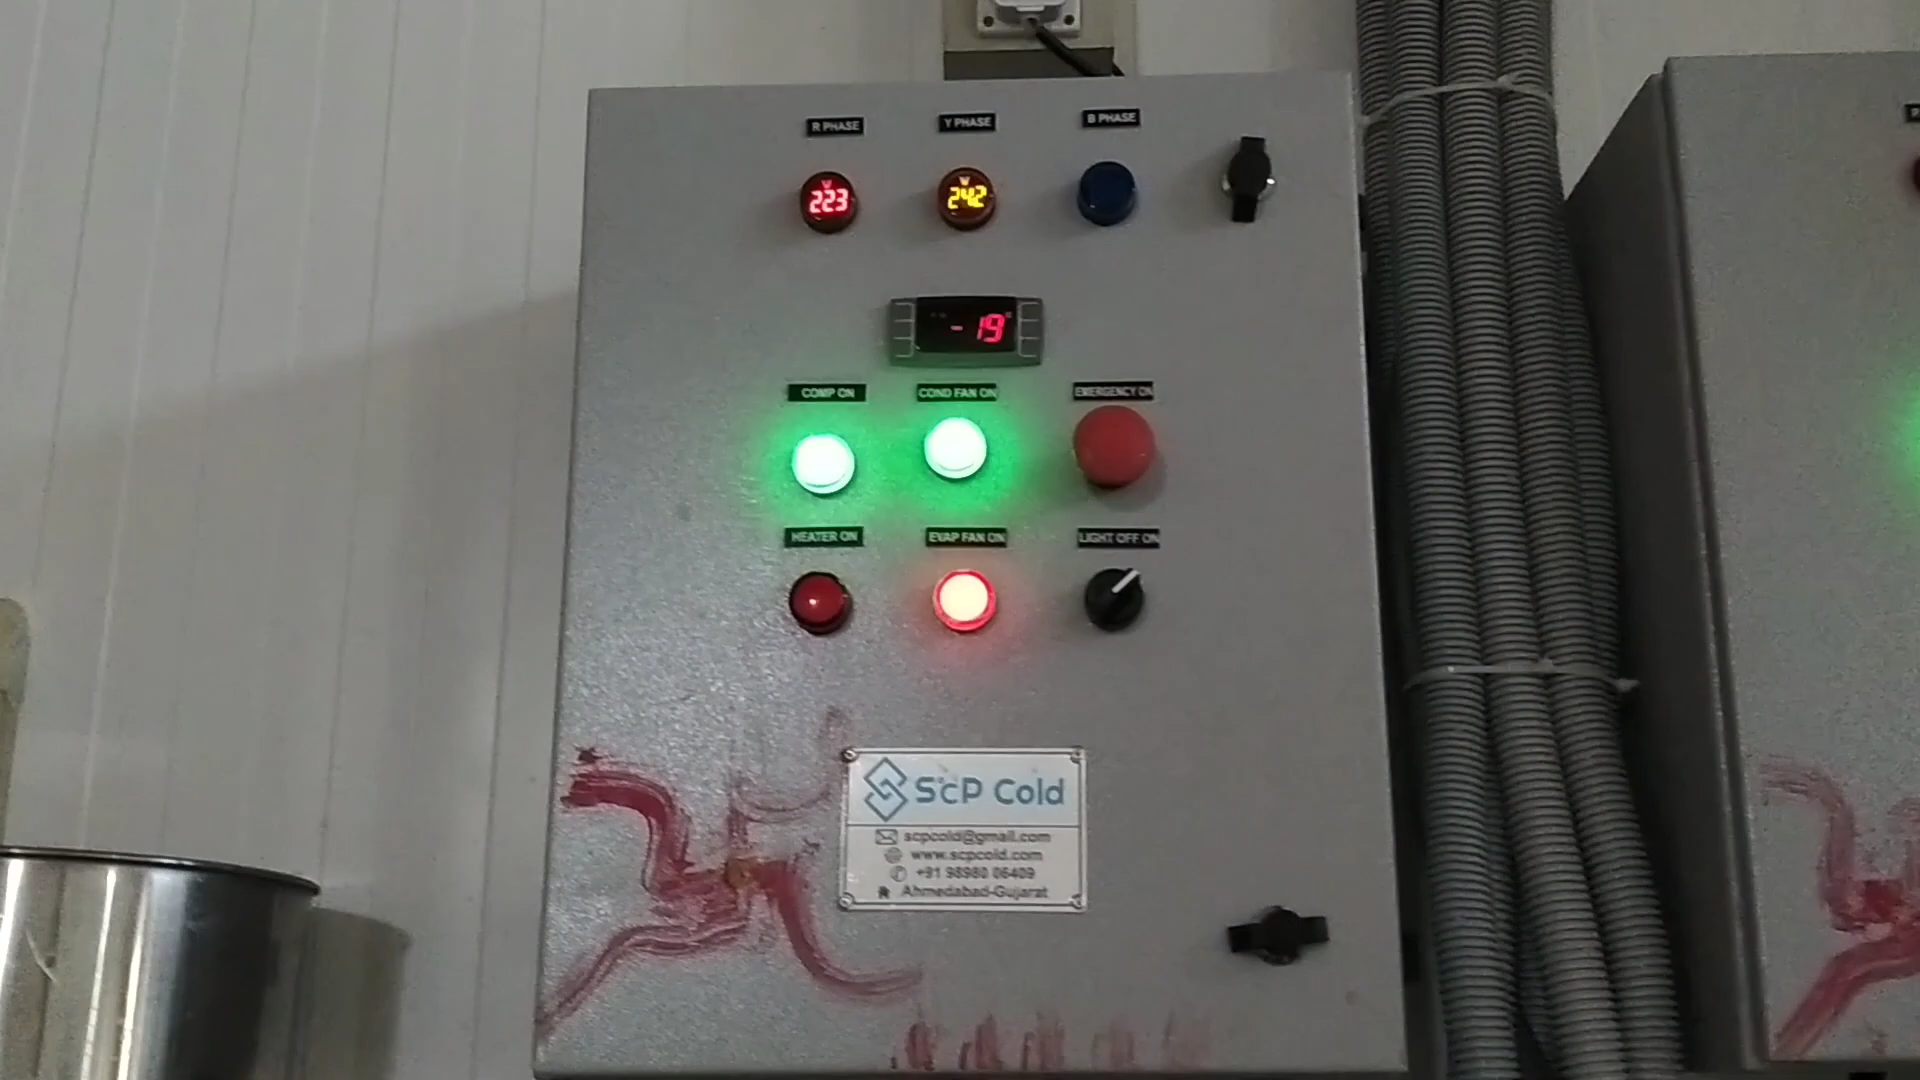 R PHASE
Y PHASE
B PHASE
V
223
V
242
-19
COMP ON
COND FAN ON
EMERGENCY ON
HEATER ON
EVAP FAN ON
LIGHT OFF ON
ScP Cold
scpcold@gmail.com
www.scpcold.com
+91 98980 06409
Ahmedabad-Gujarat